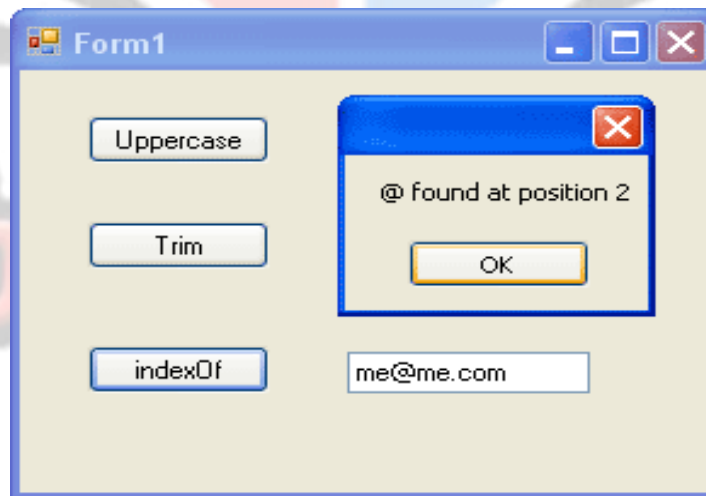 Form1
Uppercase
@ found at position 2
Trim
OK
indexOf
me@me.com